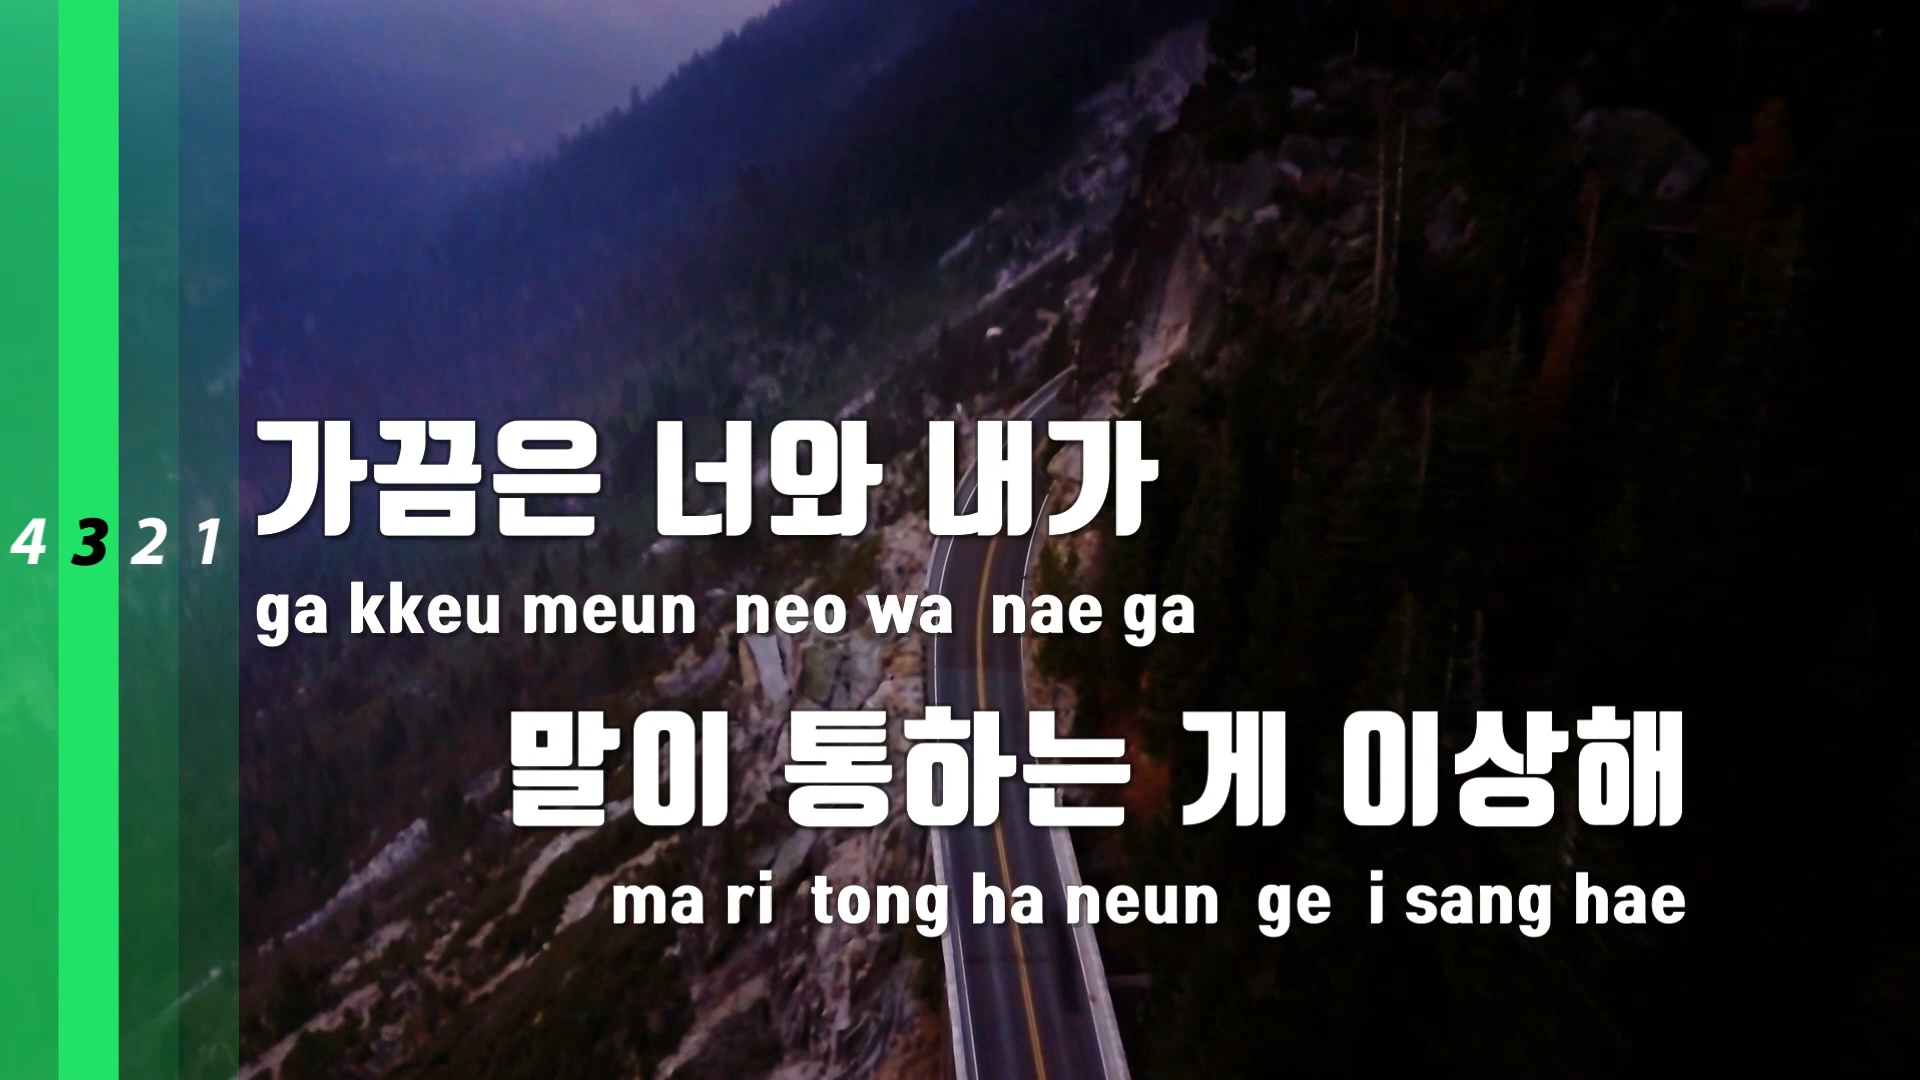 4 3 2 1
가끔은 너와 내가
ga kkeu meun neo wa nae ga
말이 통하는 게 이상해
ma ri tong ha neun ge i sang hae